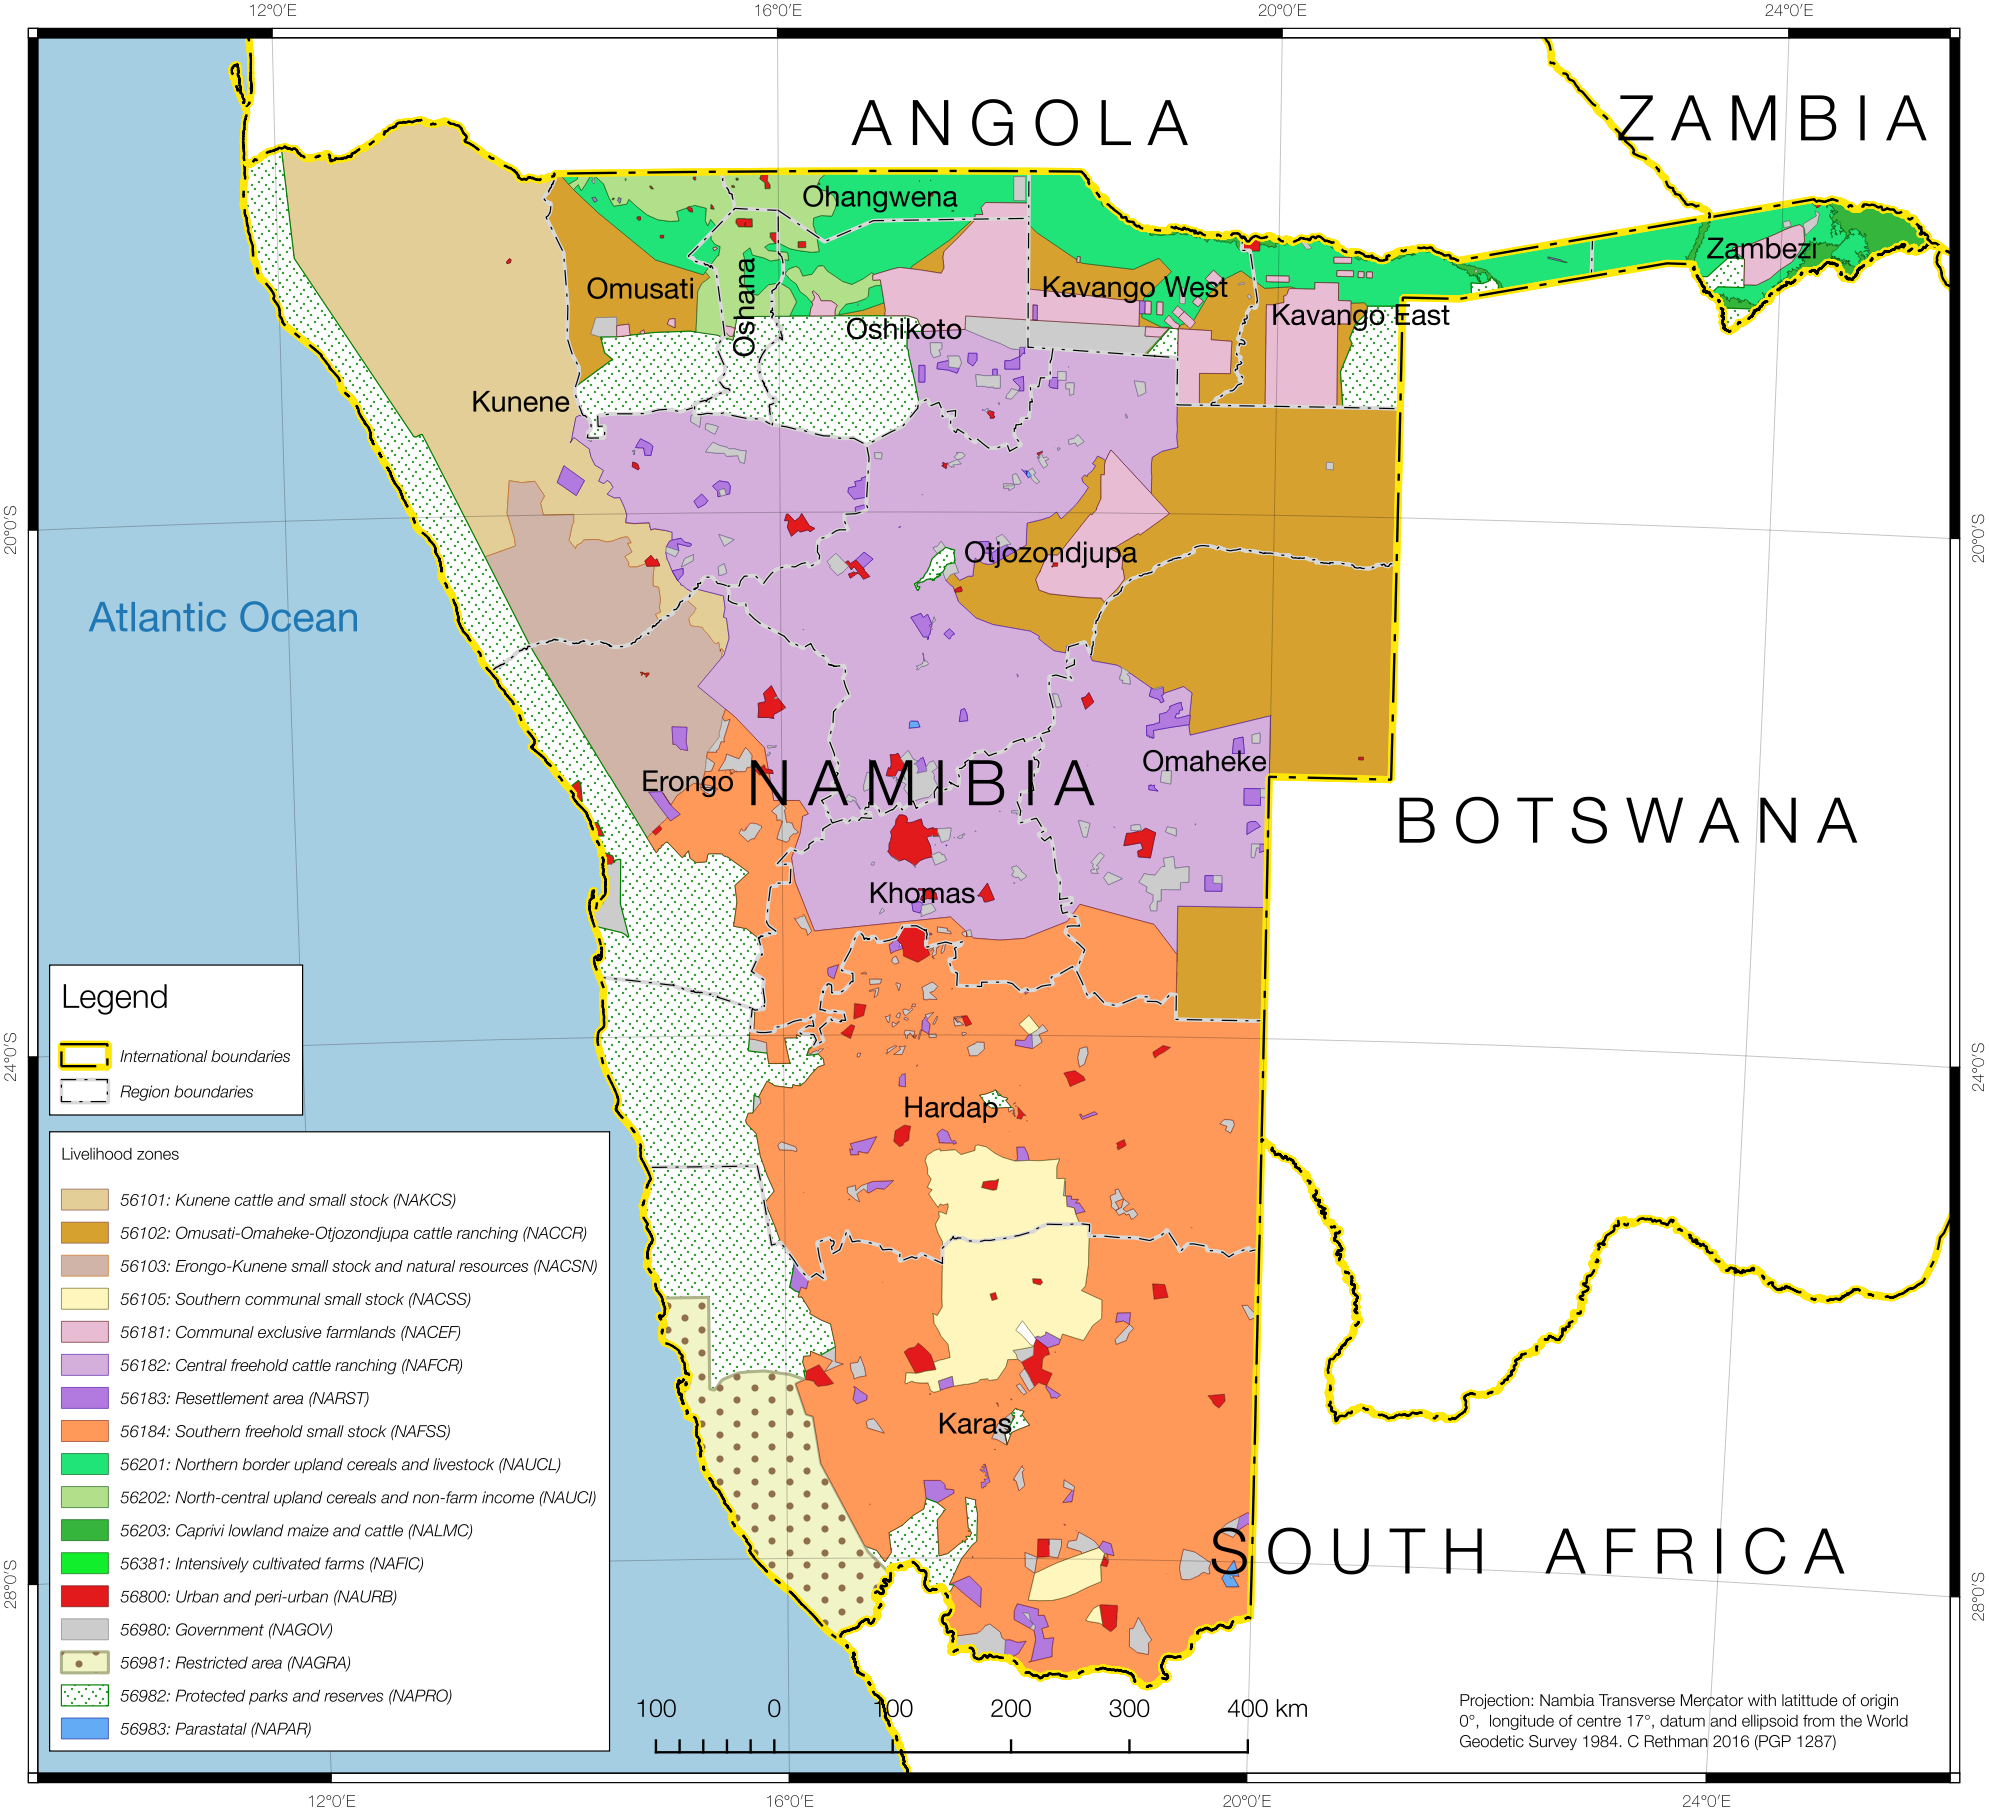 12°0'E
16°0'E
20°0'E
24°0'E
ANGOLA
ZAMBIA
Ohangwena
Zambezi
Omusati
Oshana
Kavango West
Kavango East
Oshikoto
Kunene
20°0'S
20°0'S
Otjozondjupa
Atlantic Ocean
Omaheke
Erongo
NAMIBIA
BOTSWANA
Khomas
Legend
International boundaries
Region boundaries
24°0'S
24°0'S
Hardap
Livelihood zones
56101: Kunene cattle and small stock (NAKCS)
56102: Omusati-Omaheke-Otjozondjupa cattle ranching (NACCR)
56103: Erongo-Kunene small stock and natural resources (NACSN)
56105: Southern communal small stock (NACSS)
56181: Communal exclusive farmlands (NACEF)
56182: Central freehold cattle ranching (NAFCR)
56183: Resettlement area (NARST)
56184: Southern freehold small stock (NAFSS)
56201: Northern border upland cereals and livestock (NAUCL)
56202: North-central upland cereals and non-farm income (NAUCI)
56203: Caprivi lowland maize and cattle (NALMC)
56381: Intensively cultivated farms (NAFIC)
56800: Urban and peri-urban (NAURB)
56980: Government (NAGOV)
56981: Restricted area (NAGRA)
56982: Protected parks and reserves (NAPRO)
56983: Parastatal (NAPAR)
Karas
SOUTH AFRICA
28°0'S
28°0'S
100 0 100 200 300 400 km
Projection: Nambia Transverse Mercator with latittude of origin
0°, longitude of centre 17°, datum and ellipsoid from the World
Geodetic Survey 1984. C Rethman 2016 (PGP 1287)
12°0'E
16°0'E
20°0'E
24°0'E